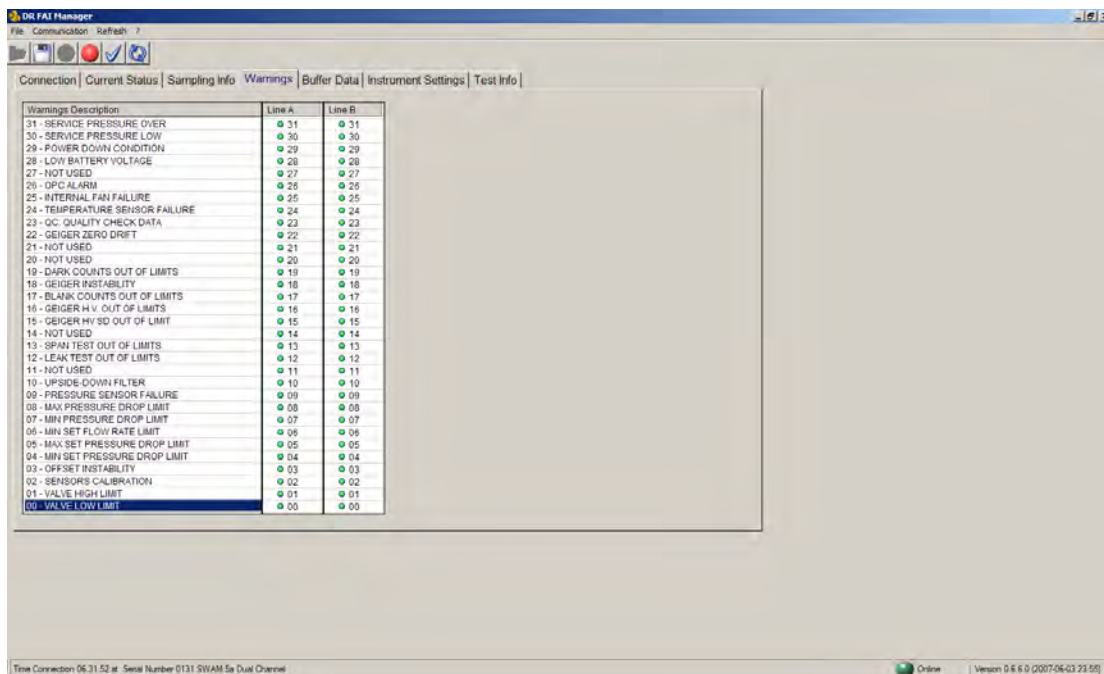 DR FAI Manager
File Communication Refresh ?
Connection Current Status Sampling Info Warnings Buffer Data Instrument Settings Test Info
Warnings Description Line A Line B
31 - SERVICE PRESSURE OVER 31 31
30 - SERVICE PRESSURE LOW 30 30
29 - POWER DOWN CONDITION 29 29
28 - LOW BATTERY VOLTAGE 28 28
27 - NOT USED 27 27
26 - OPC ALARM 26 26
25 - INTERNAL FAN FAILURE 25 25
24 - TEMPERATURE SENSOR FAILURE 24 24
23 - QC. QUALITY CHECK DATA 23 23
22 - GEIGER ZERO DRIFT 22 22
21 - NOT USED 21 21
20 - NOT USED 20 20
19 - DARK COUNTS OUT OF LIMITS 19 19
18 - GEIGER INSTABILITY 18 18
17 - BLANK COUNTS OUT OF LIMITS 17 17
16 - GEIGER H.V. OUT OF LIMITS 16 16
15 - GEIGER HV SD OUT OF LIMIT 15 15
14 - NOT USED 14 14
13 - SPAN TEST OUT OF LIMITS 13 13
12 - LEAK TEST OUT OF LIMITS 12 12
11 - NOT USED 11 11
10 - UPSIDE-DOWN FILTER 10 10
09 - PRESSURE SENSOR FAILURE 09 09
08 - MAX PRESSURE DROP LIMIT 08 08
07 - MIN PRESSURE DROP LIMIT 07 07
06 - MIN SET FLOW RATE LIMIT 06 06
05 - MAX SET PRESSURE DROP LIMIT 05 05
04 - MIN SET PRESSURE DROP LIMIT 04 04
03 - OFFSET INSTABILITY 03 03
02 - SENSORS CALIBRATION 02 02
01 - VALVE HIGH LIMIT 01 01
00 - VALVE LOW LIMIT 00 00
Time Connection 06.31.52 at Serial Number 0131 SWAM 5a Dual Channel Online Version 0.6.6.0 (2007-06-03 23:55)